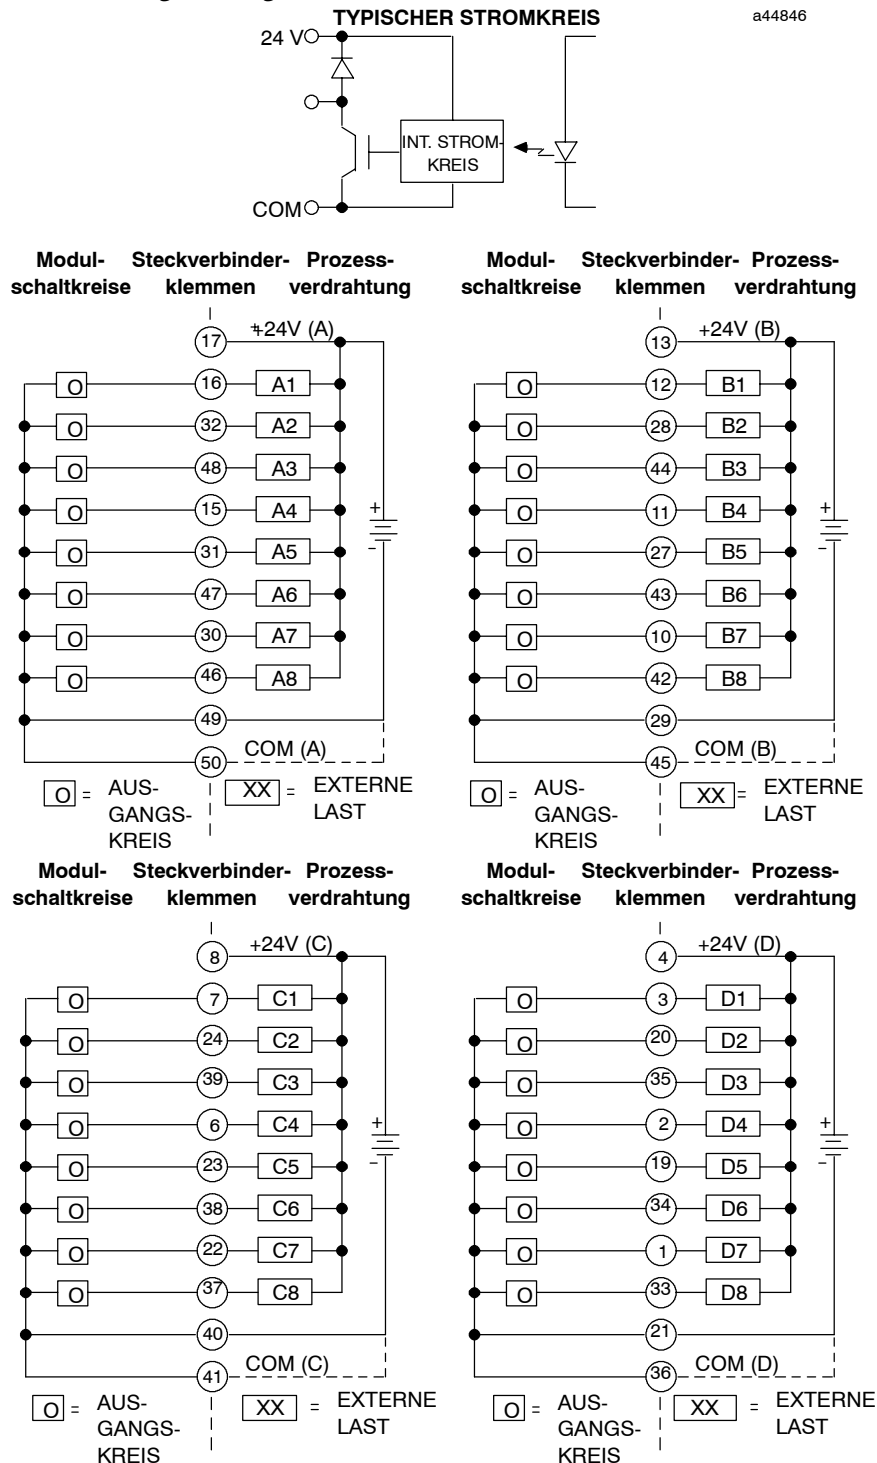 TYPISCHER STROMKREIS
a44846
24 V
INT. STROM-
KREIS
COM
Modul- Steckverbinder- Prozess-
schaltkreise klemmen verdrahtung
17 +24V (A)
O 16 A1
O 32 A2
O 48 A3
O 15 A4
+
O 31 A5
-
O 47 A6
O 30 A7
O 46 A8
49
50 COM (A)
O = AUS-
GANGS-
KREIS
XX = EXTERNE
LAST
Modul- Steckverbinder- Prozess-
schaltkreise klemmen verdrahtung
13 +24V (B)
O 12 B1
O 28 B2
O 44 B3
O 11 B4
+
O 27 B5
-
O 43 B6
O 10 B7
O 42 B8
29
45 COM (B)
O = AUS-
GANGS-
KREIS
XX = EXTERNE
LAST
Modul- Steckverbinder- Prozess-
schaltkreise klemmen verdrahtung
8 +24V (C)
O 7 C1
O 24 C2
O 39 C3
O 6 C4
+
O 23 C5
-
O 38 C6
O 22 C7
O 37 C8
40
41 COM (C)
O = AUS-
GANGS-
KREIS
XX = EXTERNE
LAST
Modul- Steckverbinder- Prozess-
schaltkreise klemmen verdrahtung
4 +24V (D)
O 3 D1
O 20 D2
O 35 D3
O 2 D4
+
O 19 D5
-
O 34 D6
O 1 D7
O 33 D8
21
36 COM (D)
O = AUS-
GANGS-
KREIS
XX = EXTERNE
LAST